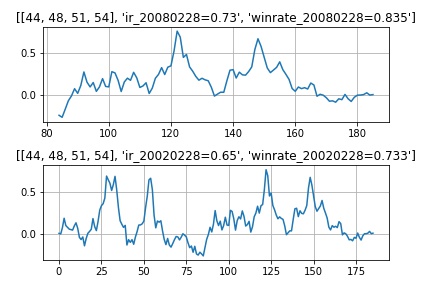 [[44, 48, 51, 54], 'ir_20080228=0.73', 'winrate_20080228=0.835']
0.5
0.0
80 100 120 140 160 180
[[44, 48, 51, 54], 'ir_20020228=0.65', 'winrate_20020228=0.733']
0.5
0.0
0 25 50 75 100 125 150 175